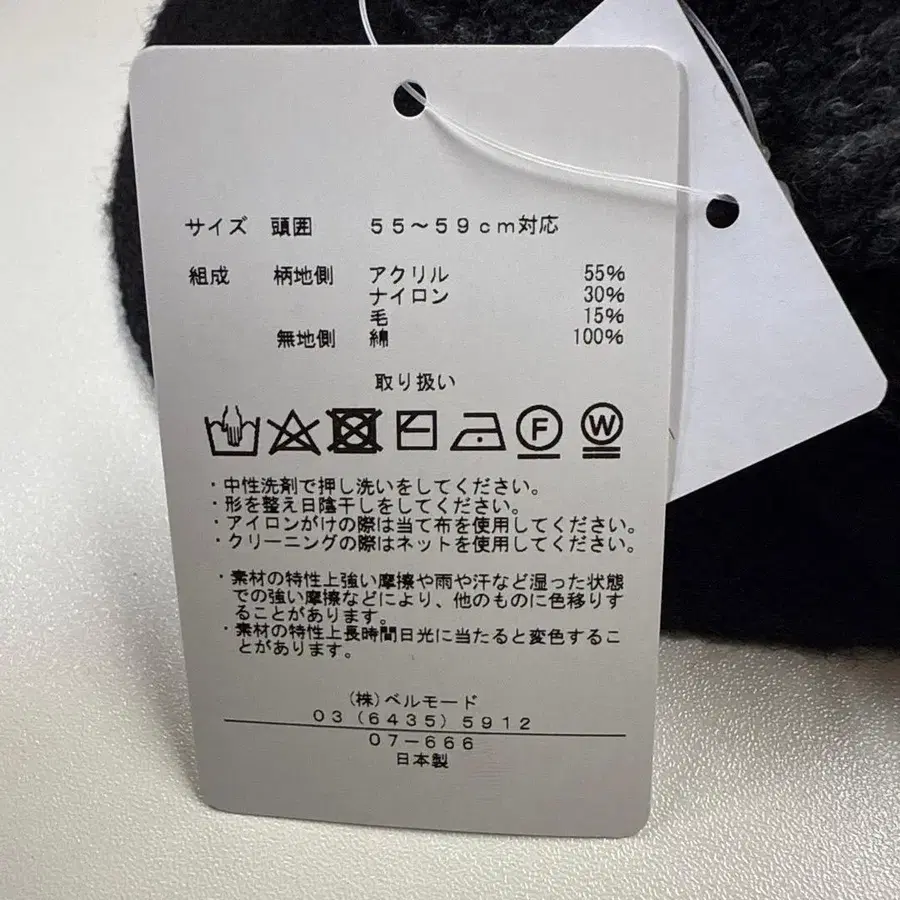 サイズ 頭囲 55～59cm対応
組成 柄地側 アクリル 55%
ナイロン 30%
毛 15%
無地側 綿 100%
取り扱い
F W
・中性洗剤で押し洗いをしてください。
・形を整え日陰干しをしてください。
・アイロンがけの際は当て布を使用してください。
・クリーニングの際はネットを使用してください。
・素材の特性上強い摩擦や雨や汗など湿った状態
での強い摩擦などにより、他のものに色移りす
ることがあります。
・素材の特性上長時間日光に当たると変色するこ
とがあります。
(株)ベルモード
03(6435)5912
07-666
日本製